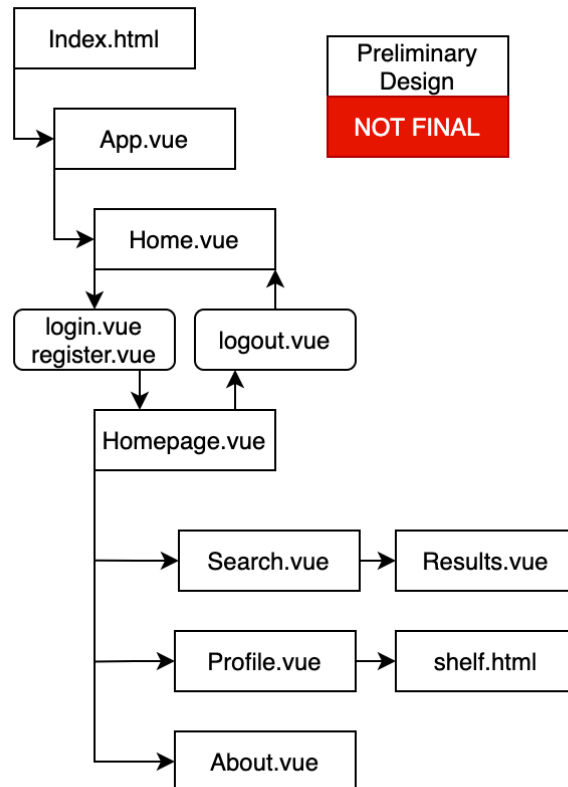 Index.html
Preliminary
Design
NOT FINAL
App.vue
Home.vue
login.vue
register.vue
logout.vue
Homepage.vue
Search.vue
Results.vue
Profile.vue
shelf.html
About.vue